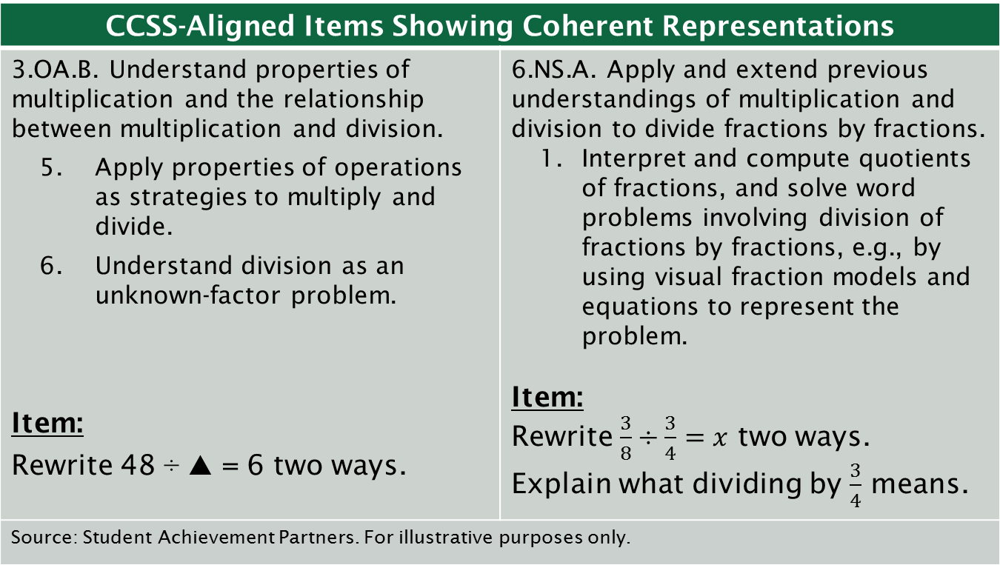 CCSS-Aligned Items Showing Coherent Representations
3.OA.B. Understand properties of
multiplication and the relationship
between multiplication and division.
5. Apply properties of operations
as strategies to multiply and
divide.
6. Understand division as an
unknown-factor problem.
Item:
Rewrite 48 ÷ ▲ = 6 two ways.
6.NS.A. Apply and extend previous
understandings of multiplication and
division to divide fractions by fractions.
1. Interpret and compute quotients
of fractions, and solve word
problems involving division of
fractions by fractions, e.g., by
using visual fraction models and
equations to represent the
problem.
Item:
Rewrite 3/8 ÷ 3/4 = x two ways.
Explain what dividing by 3/4 means.
Source: Student Achievement Partners. For illustrative purposes only.